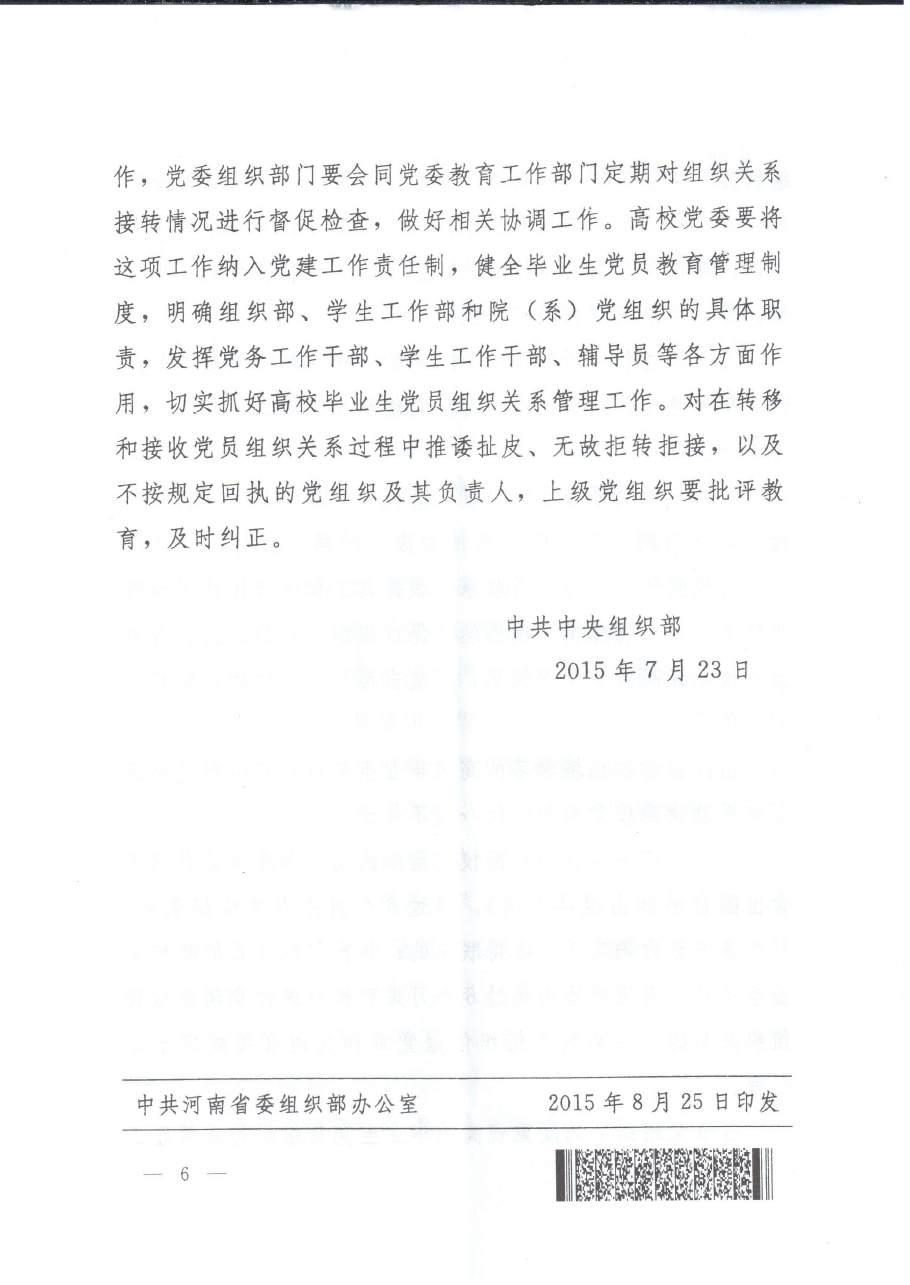 作，党委组织部门要会同党委教育工作部门定期对组织关系
接转情况进行督促检查，做好相关协调工作。高校党委要将
这项工作纳入党建工作责任制，健全毕业生党员教育管理制
度，明确组织部、学生工作部和院（系）党组织的具体职
责，发挥党务工作干部、学生工作干部、辅导员等各方面作
用，切实抓好高校毕业生党员组织关系管理工作。对在转移
和接收党员组织关系过程中推诿扯皮、无故拒转拒接，以及
不按规定回执的党组织及其负责人，上级党组织要批评教
育，及时纠正。
中共中央组织部
2015年7月23日
中共河南省委组织部办公室 2015年8月25日印发
— 6 —